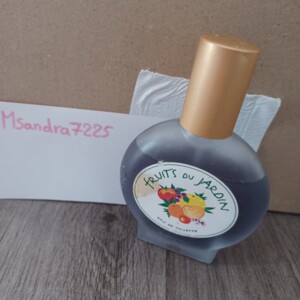 Msandra7225
FRUITS DU JARDIN
EAU DE TOILETTE